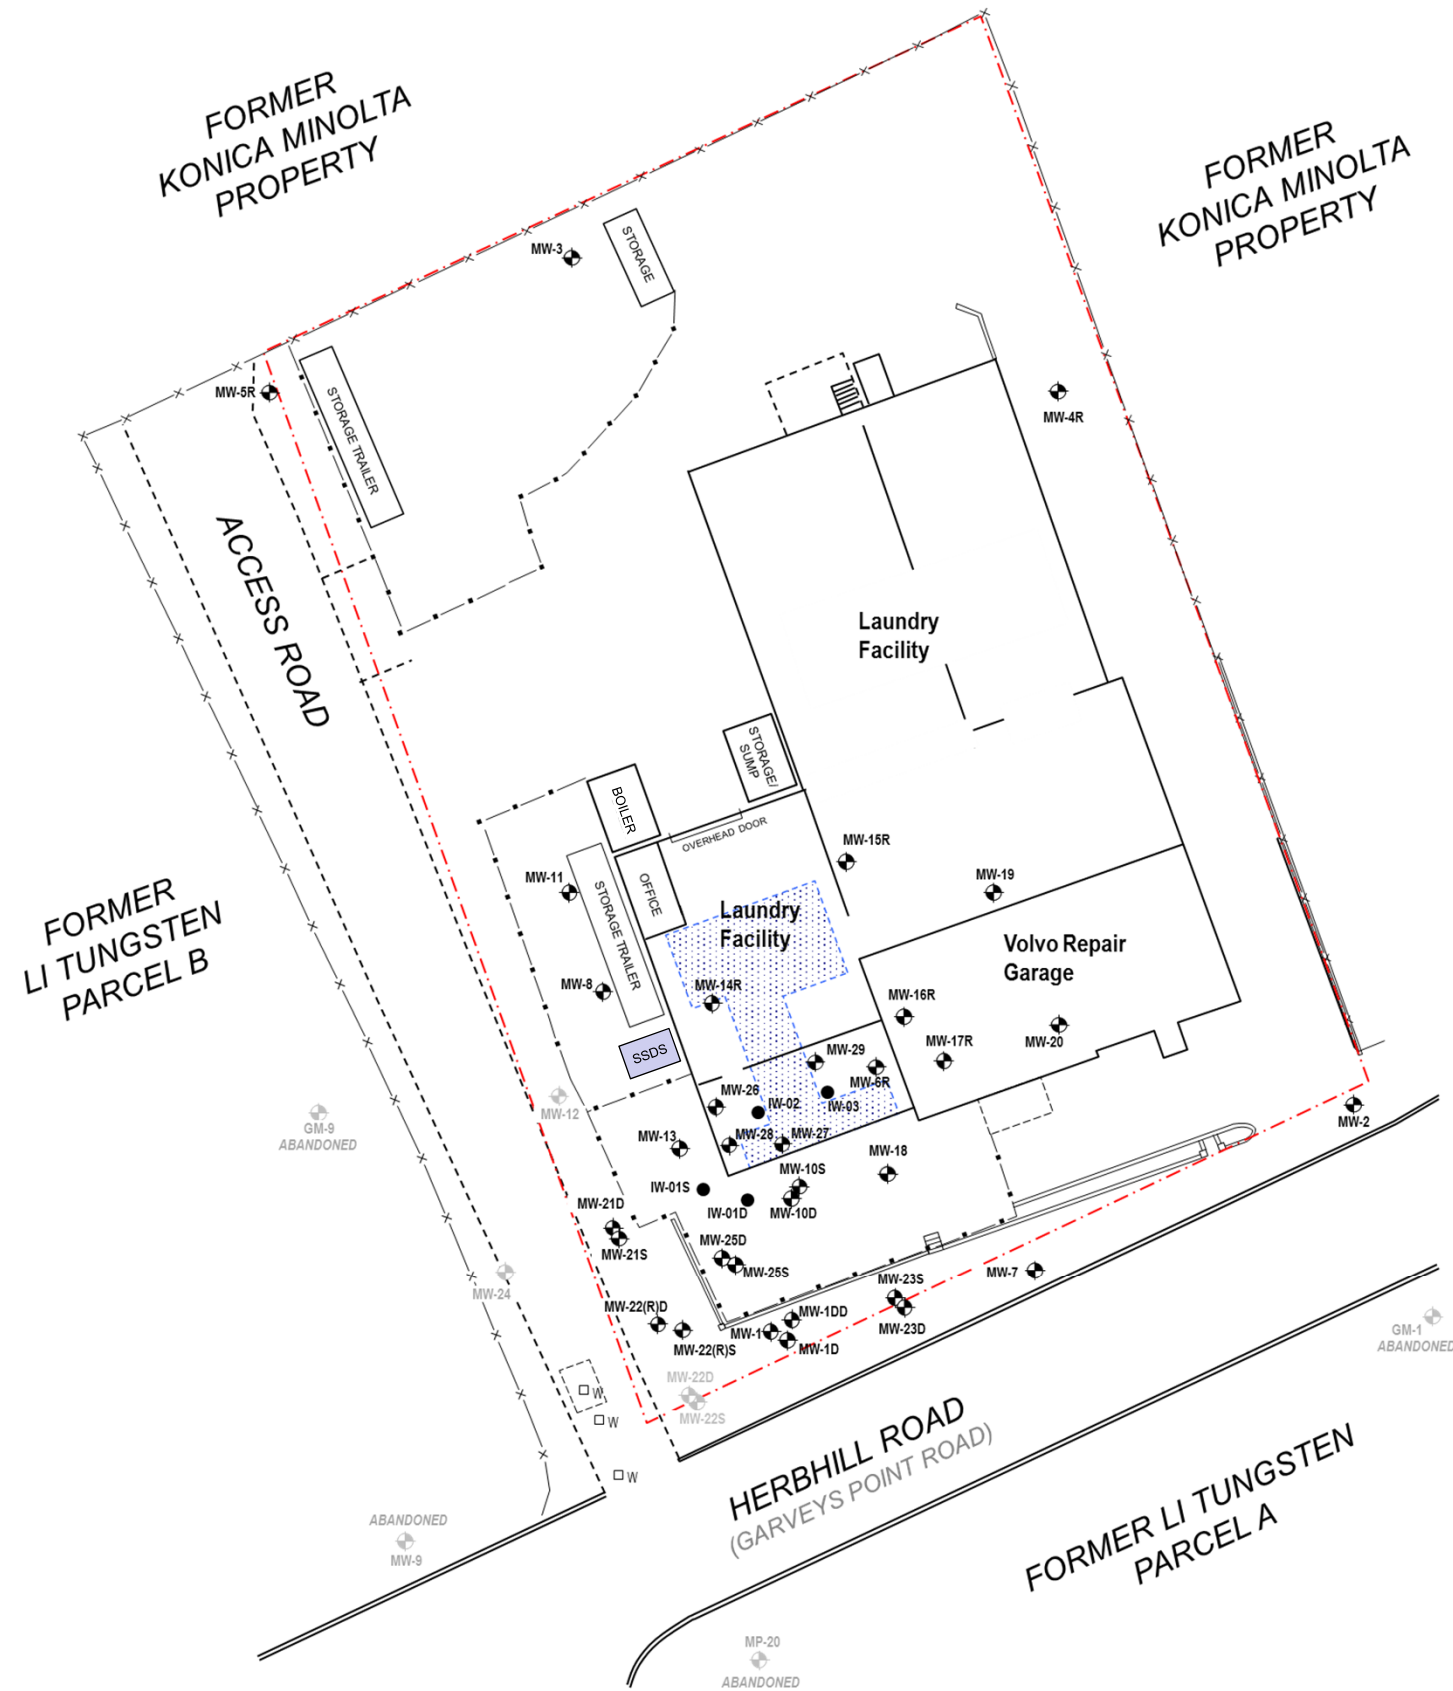 FORMER
KONICA MINOLTA
PROPERTY
FORMER
KONICA MINOLTA
PROPERTY
MW-3
STORAGE
MW-5R
STORAGE TRAILER
MW-4R
ACCESS ROAD
Laundry
Facility
STORAGE/
SUMP
BOILER
OVERHEAD DOOR
MW-15R
MW-11
OFFICE
MW-19
STORAGE TRAILER
Laundry
Facility
FORMER
LI TUNGSTEN
PARCEL B
Volvo Repair
Garage
MW-8
MW-14R
MW-16R
SSDS
MW-29
MW-17R
MW-20
MW-6R
MW-12
MW-26
IW-02
IW-03
GM-9
ABANDONED
MW-2
MW-13
MW-28
MW-27
MW-18
MW-10S
IW-01S
IW-01D
MW-10D
MW-21D
MW-21S
MW-25D
MW-25S
MW-24
MW-7
MW-23S
MW-23D
MW-22(R)D
MW-22(R)S
MW-1
MW-1DD
MW-1D
GM-1
ABANDONED
MW-22D
MW-22S
W
W
W
HERBHILL ROAD
(GARVEYS POINT ROAD)
FORMER LI TUNGSTEN
PARCEL A
ABANDONED
MW-9
MP-20
ABANDONED